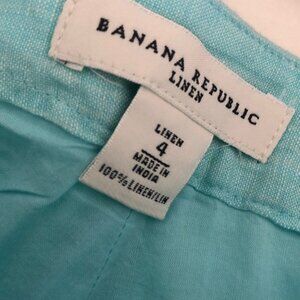 BANANA REPUBLIC
LINEN
LINEN
4
MADE IN
INDIA
100% LINEN/LIN